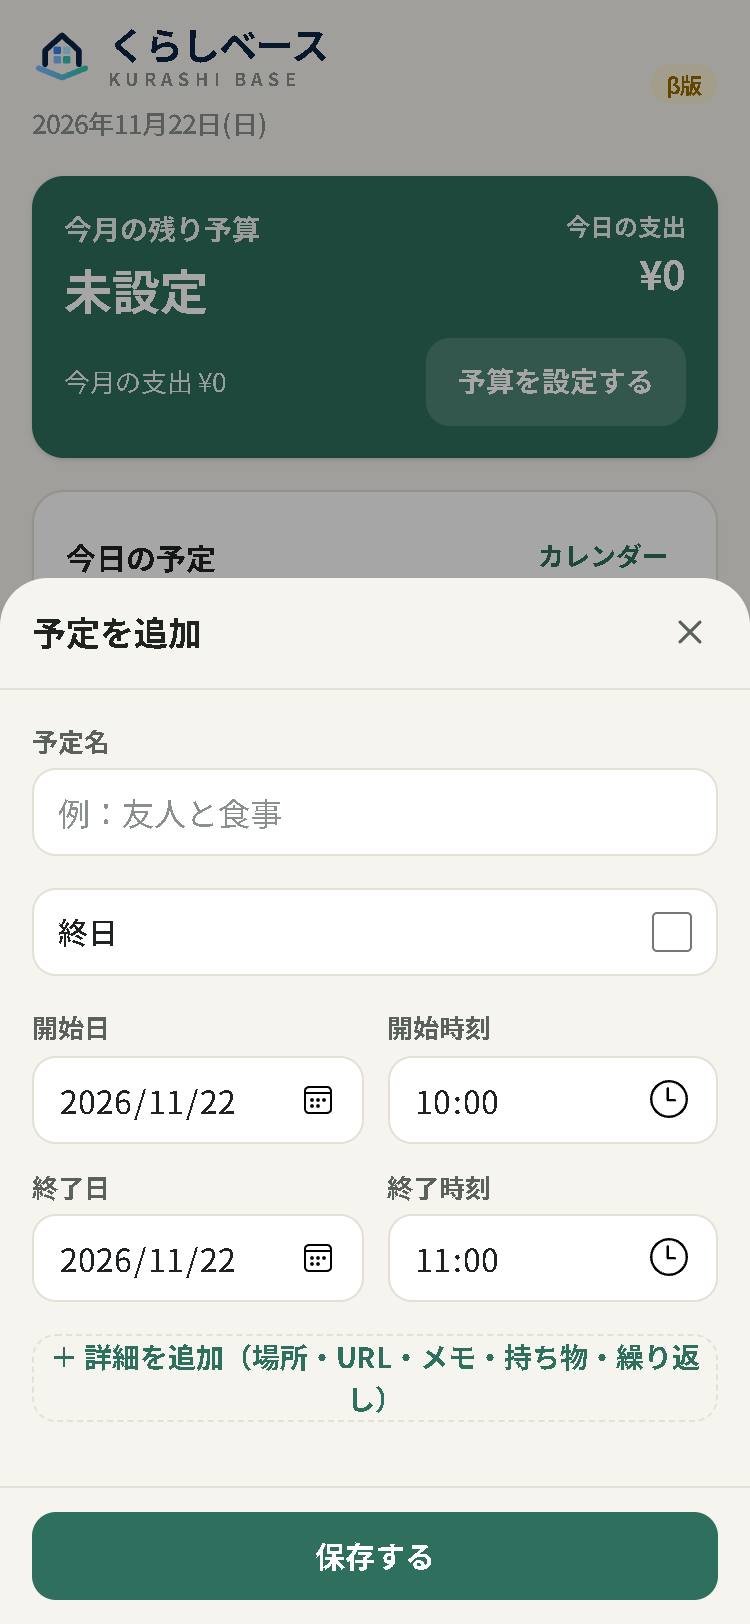 くらしベース
KURASHI BASE
β版
2026年11月22日(日)
今月の残り予算
今日の支出
未設定
¥0
今月の支出 ¥0
予算を設定する
今日の予定
カレンダー
予定を追加
予定名
例：友人と食事
終日
開始日
開始時刻
2026/11/22
10:00
終了日
終了時刻
2026/11/22
11:00
＋ 詳細を追加（場所・URL・メモ・持ち物・繰り返
し）
保存する